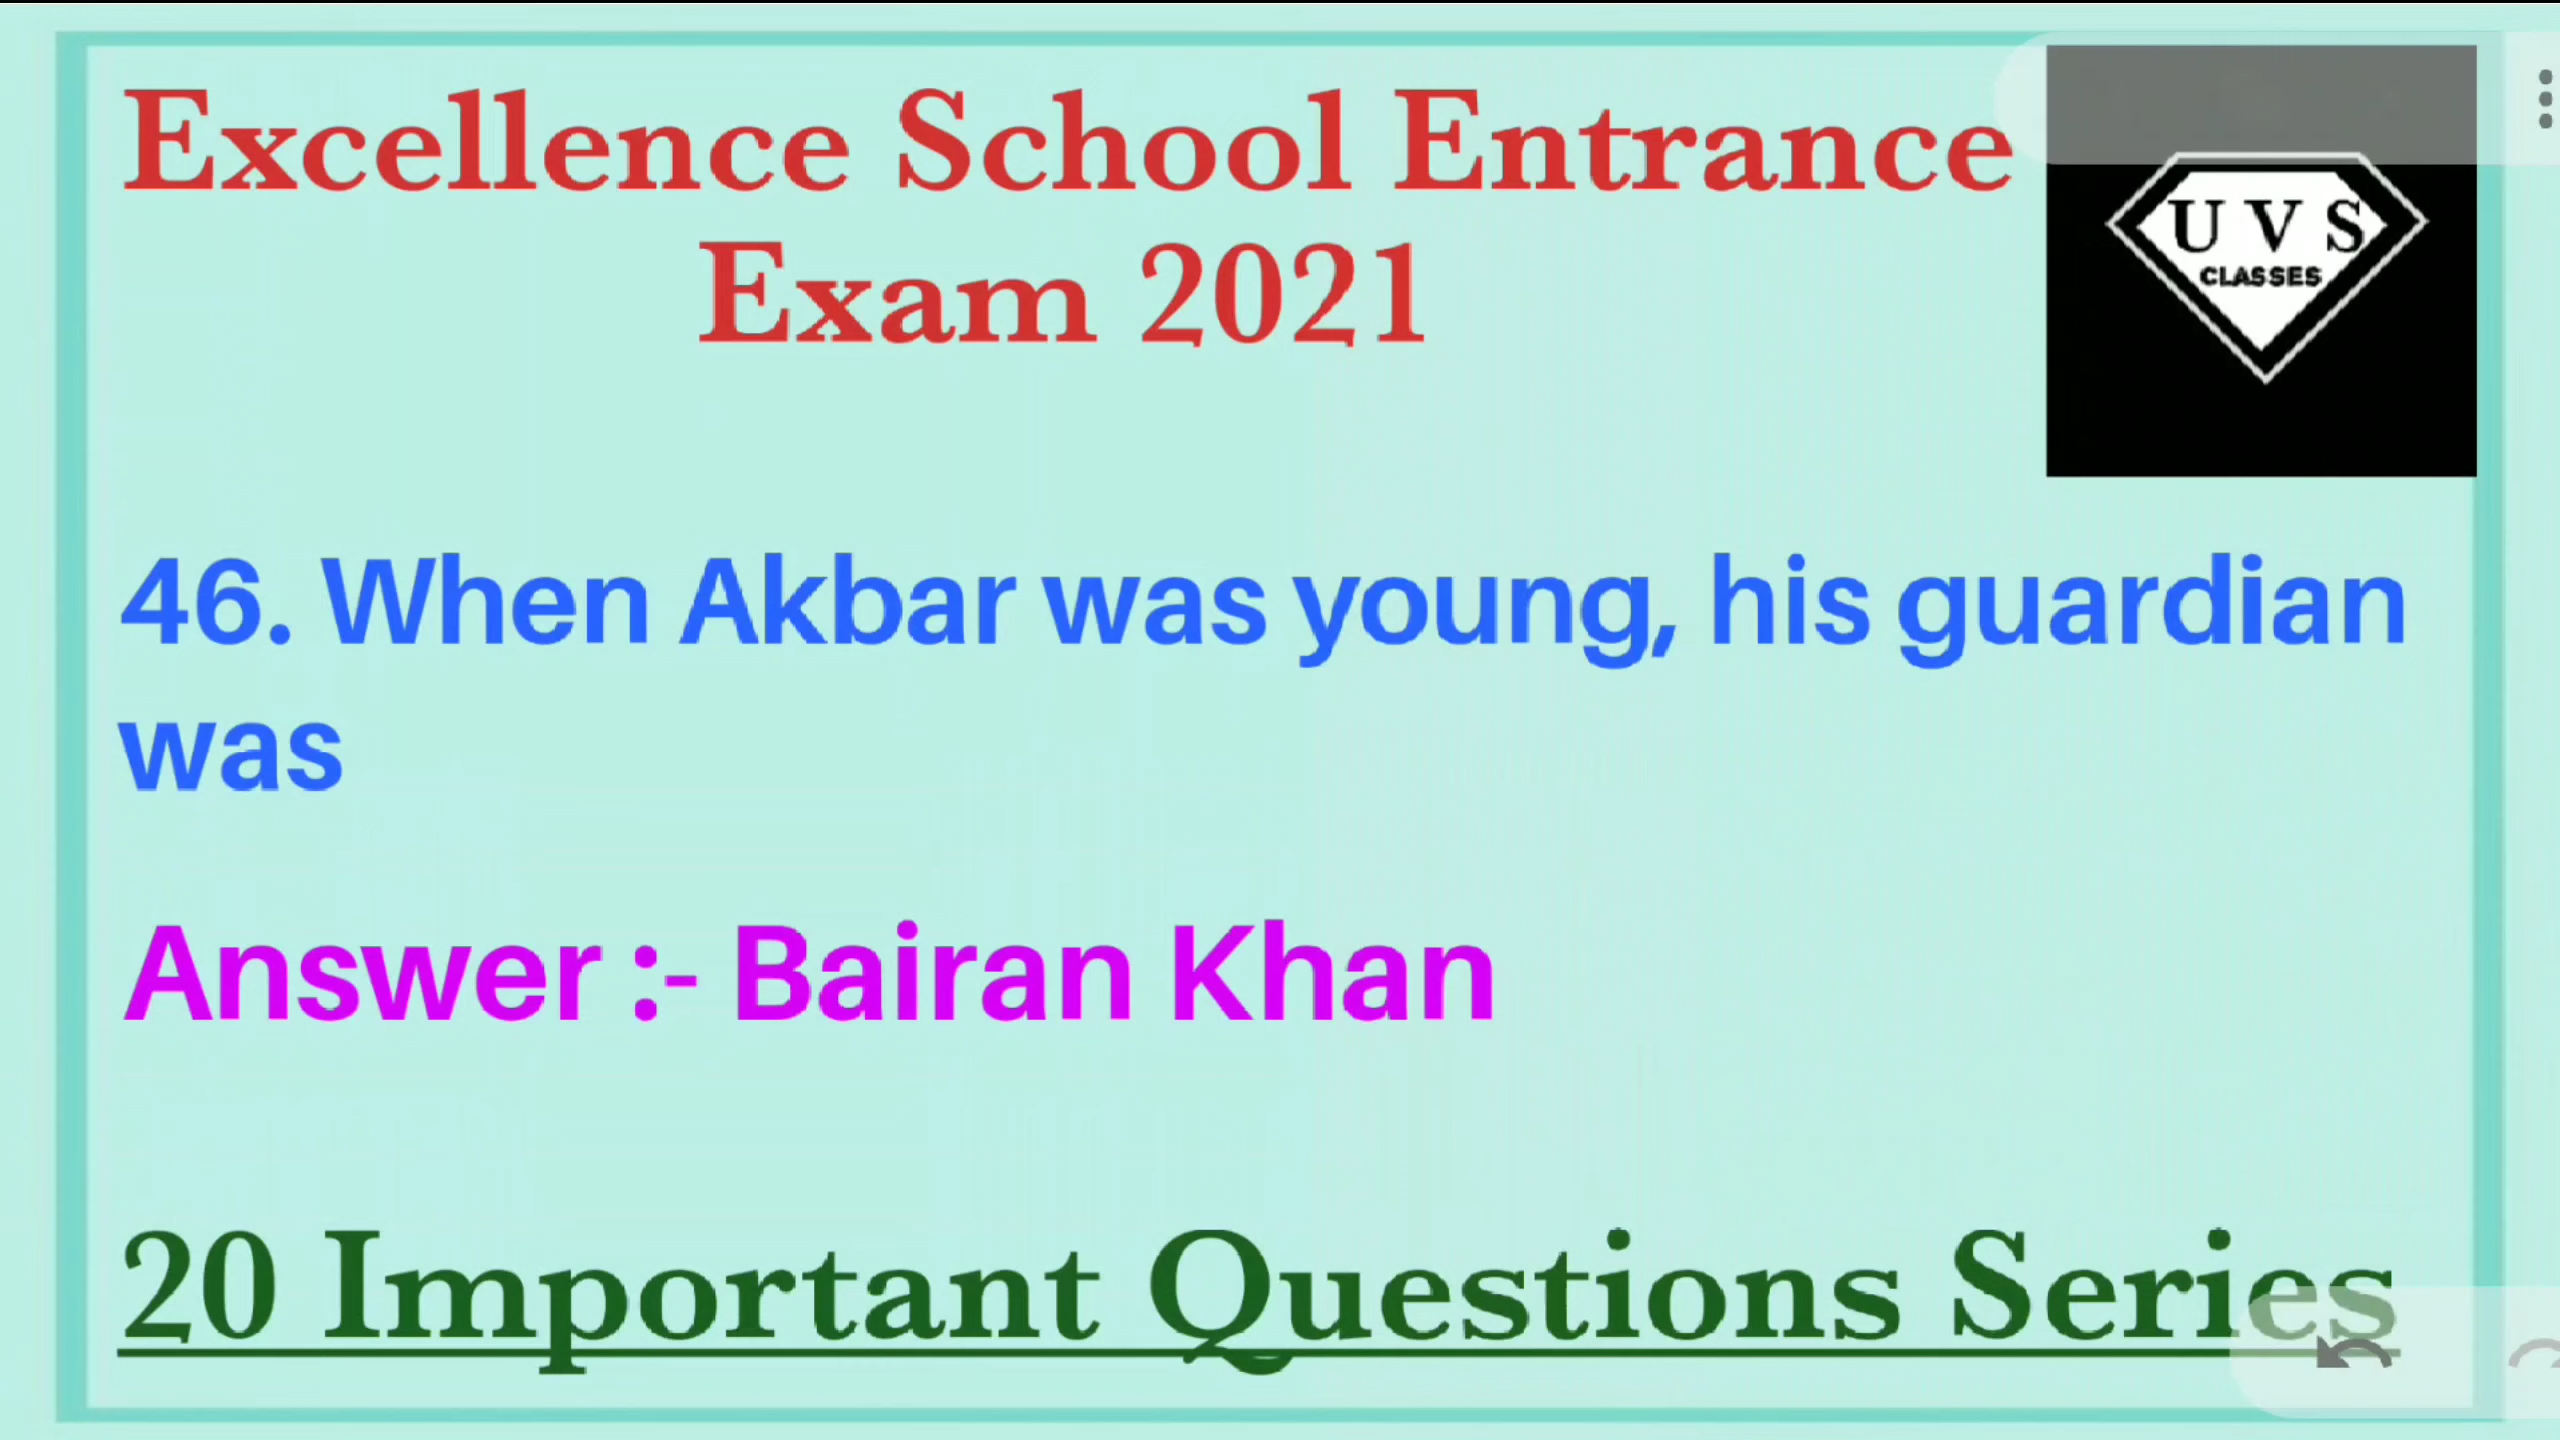 Excellence School Entrance
Exam 2021
U V S
CLASSES
46. When Akbar was young, his guardian
was
Answer :- Bairan Khan
20 Important Questions Series